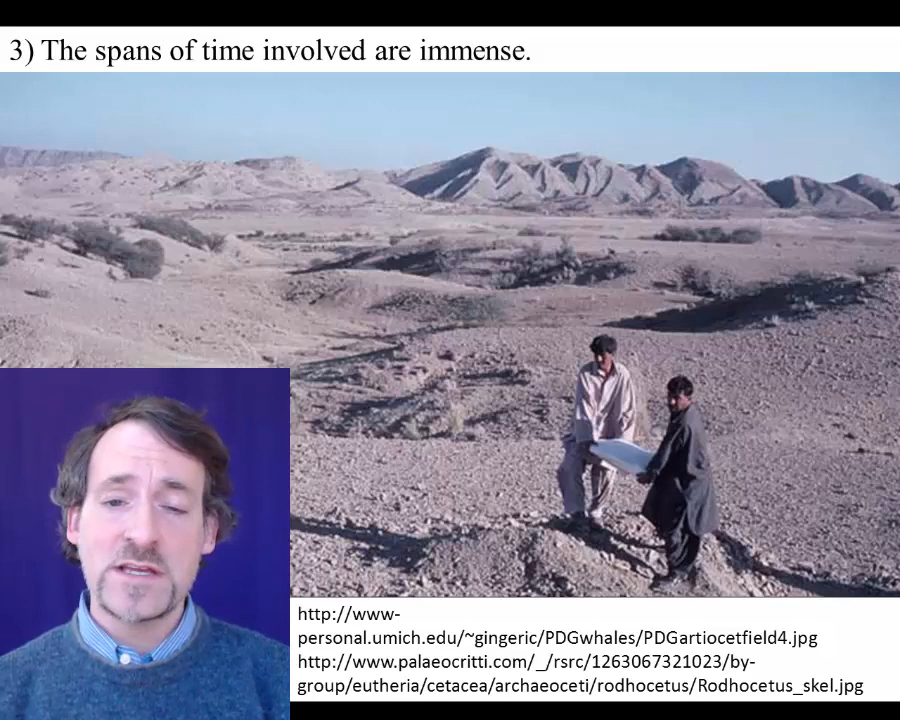 3) The spans of time involved are immense.
http://www-
personal.umich.edu/~gingeric/PDGwhales/PDGartiocetfield4.jpg
http://www.palaeocritti.com/_/rsrc/1263067321023/by-
group/eutheria/cetacea/archaeoceti/rodhocetus/Rodhocetus_skel.jpg